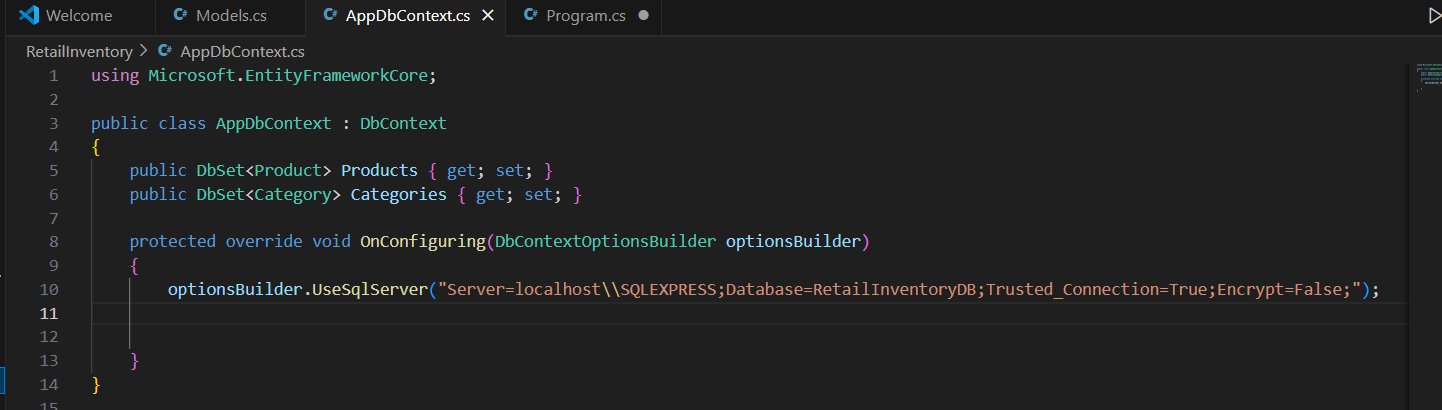 Welcome Models.cs AppDbContext.cs Program.cs
RetailInventory > AppDbContext.cs
1 using Microsoft.EntityFrameworkCore;
2
3 public class AppDbContext : DbContext
4 {
5 public DbSet<Product> Products { get; set; }
6 public DbSet<Category> Categories { get; set; }
7
8 protected override void OnConfiguring(DbContextOptionsBuilder optionsBuilder)
9 {
10 optionsBuilder.UseSqlServer("Server=localhost\\SQLEXPRESS;Database=RetailInventoryDB;Trusted_Connection=True;Encrypt=False;");
11
12
13 }
14 }
15